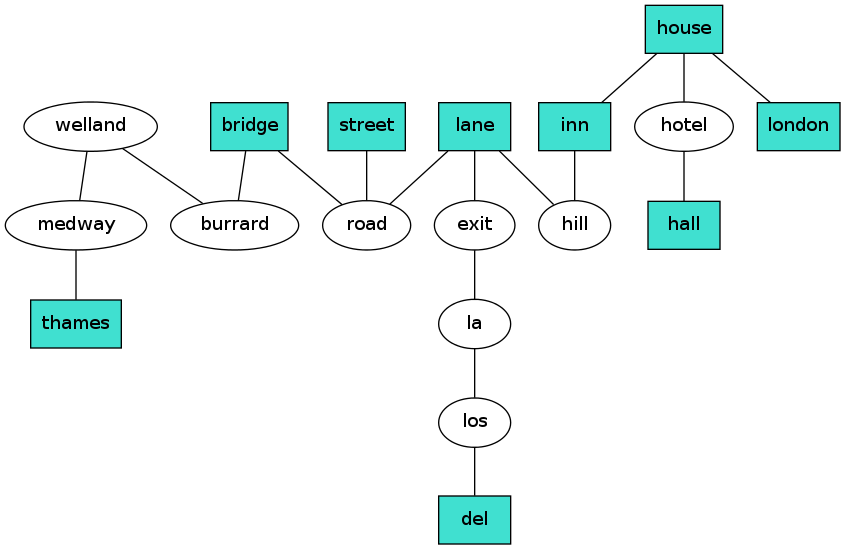 house
welland
bridge
street
lane
inn
hotel
london
medway
burrard
road
exit
hill
hall
thames
la
los
del